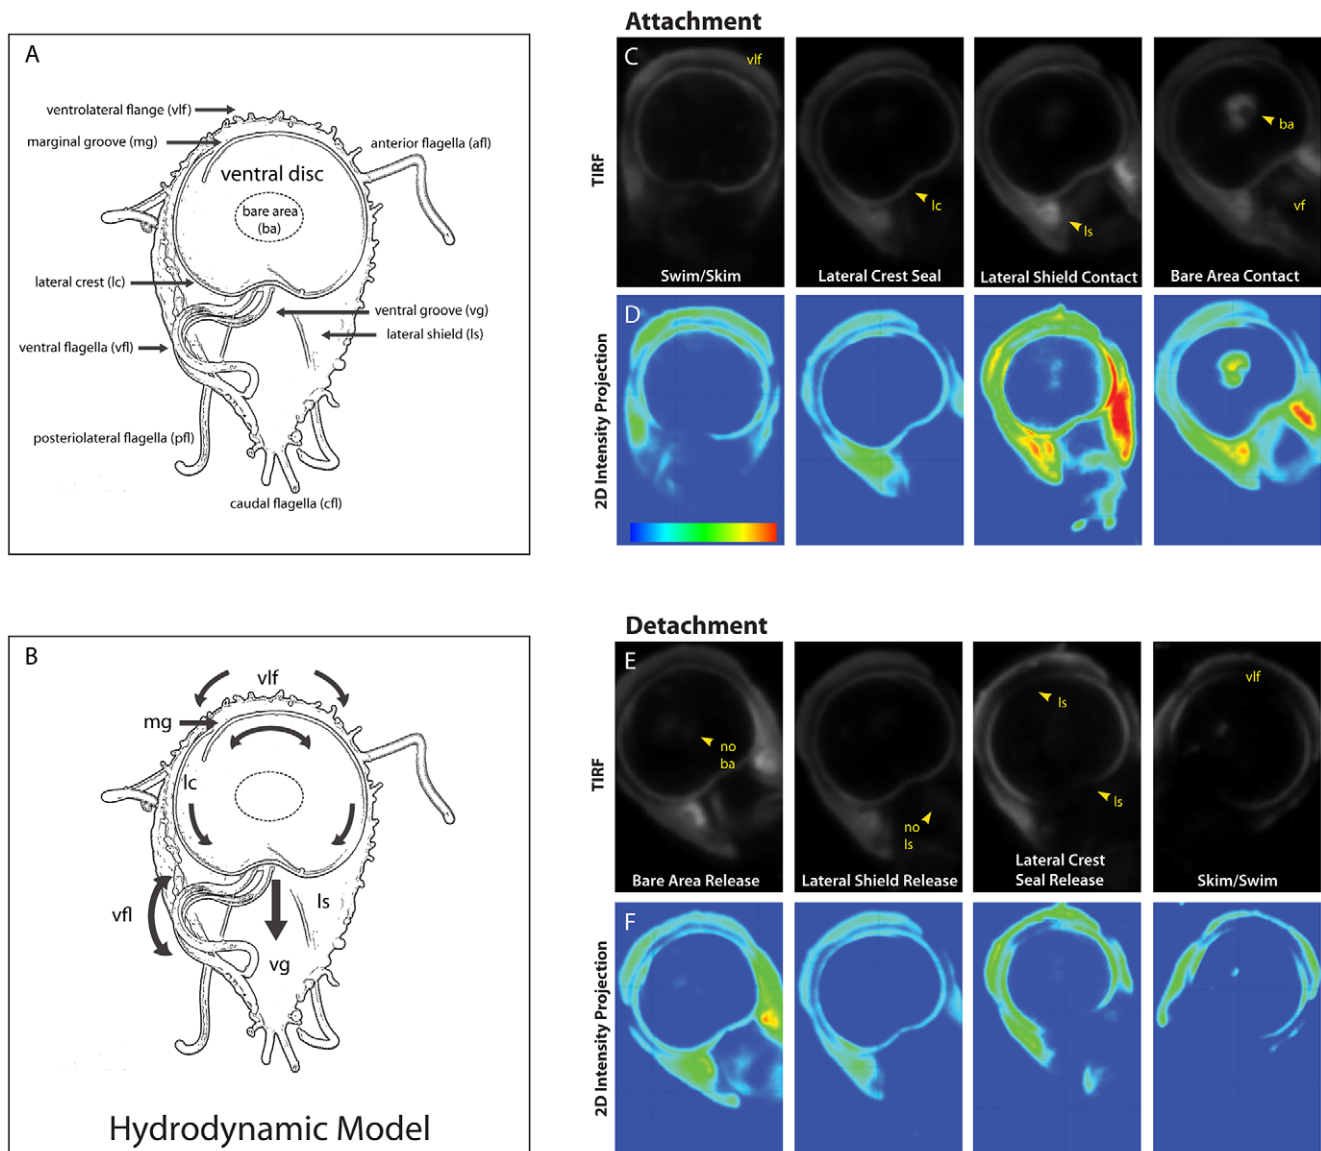 A
ventrolateral flange (vlf)
marginal groove (mg)
anterior flagella (afl)
ventral disc
bare area
(ba)
lateral crest (lc)
ventral groove (vg)
lateral shield (ls)
ventral flagella (vfl)
posteriolateral flagella (pfl)
caudal flagella (cfl)
Attachment
TIRF
C
vlf
Swim/Skim
lc
Lateral Crest Seal
ls
Lateral Shield Contact
ba
vf
Bare Area Contact
2D Intensity Projection
D
B
vlf
mg
lc
vfl
ls
vg
Hydrodynamic Model
Detachment
TIRF
E
no
ba
Bare Area Release
no
ls
Lateral Shield Release
ls
ls
Lateral Crest
Seal Release
vlf
Skim/Swim
2D Intensity Projection
F